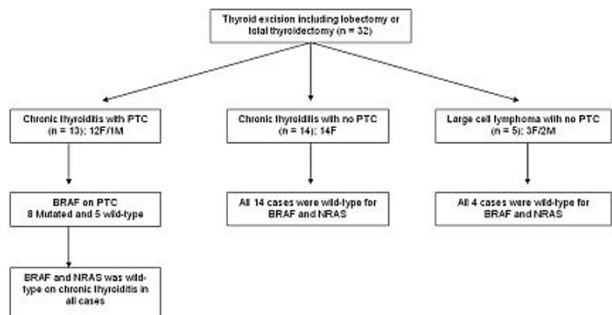 Thyroid excision including lobectomy or
total thyroidectomy (n = 32)
Chronic thyroiditis with PTC
(n = 13); 12F/1M
Chronic thyroiditis with no PTC
(n = 14); 14F
Large cell lymphoma with no PTC
(n = 5); 3F/2M
BRAF on PTC
8 Mutated and 5 wild-type
All 14 cases were wild-type for
BRAF and NRAS
All 4 cases were wild-type for
BRAF and NRAS
BRAF and NRAS was wild-
type on chronic thyroiditis in
all cases